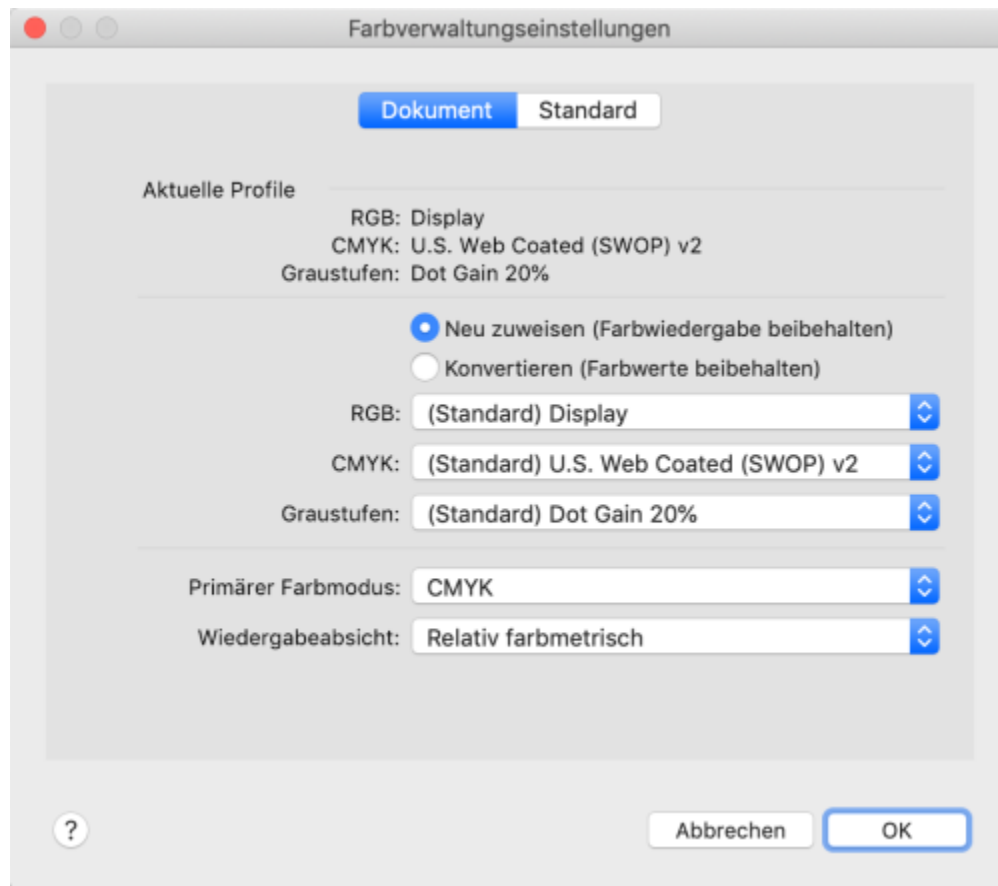 Farbverwaltungseinstellungen
Dokument Standard
Aktuelle Profile
RGB: Display
CMYK: U.S. Web Coated (SWOP) v2
Graustufen: Dot Gain 20%
Neu zuweisen (Farbwiedergabe beibehalten)
Konvertieren (Farbwerte beibehalten)
RGB: (Standard) Display
CMYK: (Standard) U.S. Web Coated (SWOP) v2
Graustufen: (Standard) Dot Gain 20%
Primärer Farbmodus: CMYK
Wiedergabeabsicht: Relativ farbmetrisch
? Abbrechen OK